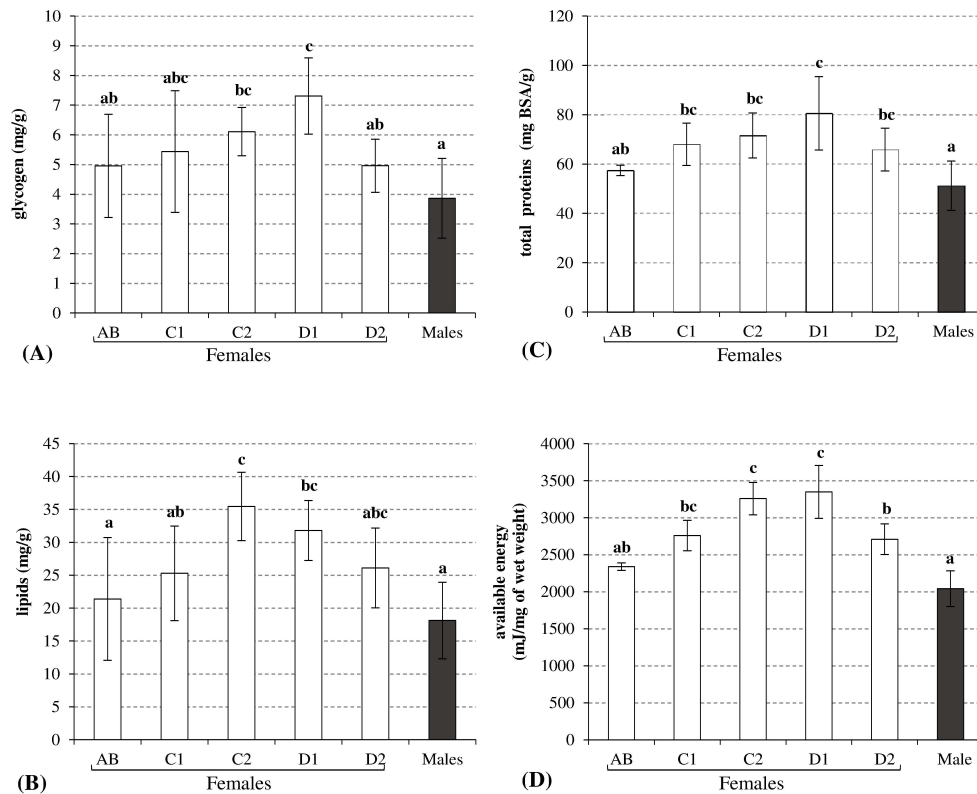 glycogen (mg/g)
10
9
8
7
6
5
4
3
2
1
0
ab
abc
bc
c
ab
a
AB C1 C2 D1 D2 Males
Females
(A)
total proteins (mg BSA/g)
120
100
80
60
40
20
0
ab
bc
bc
c
bc
a
AB C1 C2 D1 D2 Males
Females
(C)
lipids (mg/g)
45
40
35
30
25
20
15
10
5
0
a
ab
c
bc
abc
a
AB C1 C2 D1 D2 Males
Females
(B)
available energy
(mJ/mg of wet weight)
4000
3500
3000
2500
2000
1500
1000
500
0
ab
bc
c
c
b
a
AB C1 C2 D1 D2 Male
Females
(D)